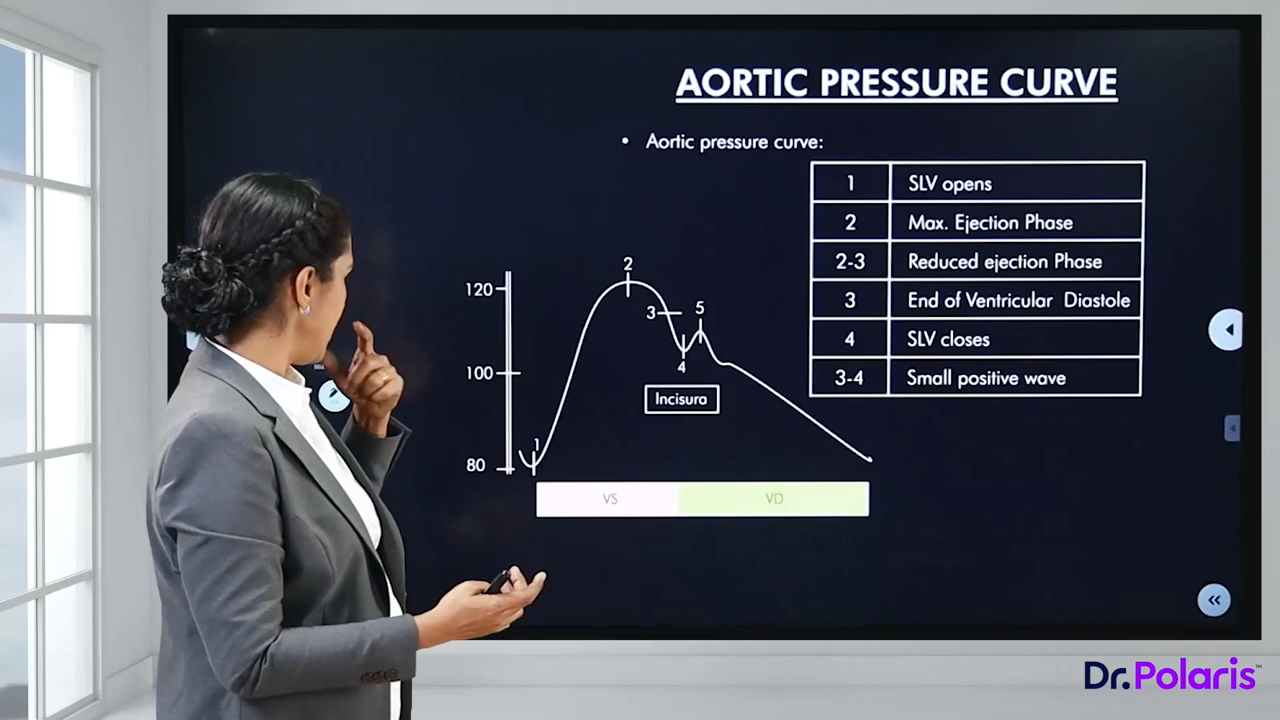 AORTIC PRESSURE CURVE
• Aortic pressure curve:
1 SLV opens
2 Max. Ejection Phase
2-3 Reduced ejection Phase
3 End of Ventricular Diastole
4 SLV closes
3-4 Small positive wave
120
100
80
1
2
3
4
5
Incisura
VS
VD
Dr.Polaris™